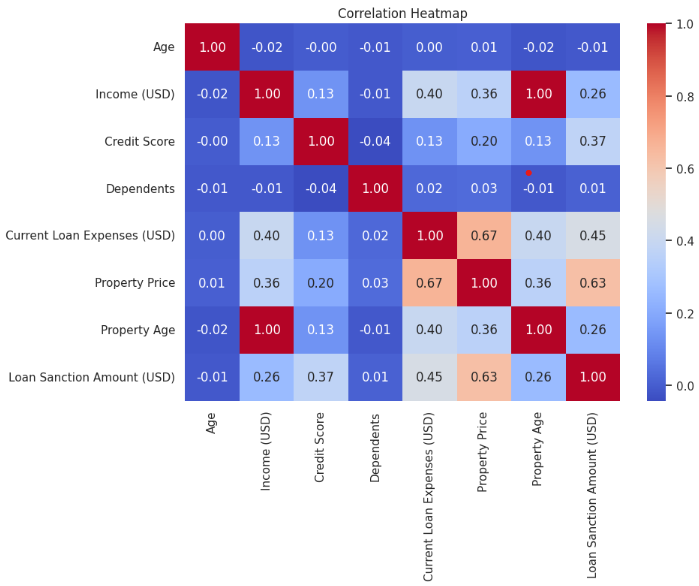 Correlation Heatmap
Age 1.00 -0.02 -0.00 -0.01 0.00 0.01 -0.02 -0.01
Income (USD) -0.02 1.00 0.13 -0.01 0.40 0.36 1.00 0.26
Credit Score -0.00 0.13 1.00 -0.04 0.13 0.20 0.13 0.37
Dependents -0.01 -0.01 -0.04 1.00 0.02 0.03 -0.01 0.01
Current Loan Expenses (USD) 0.00 0.40 0.13 0.02 1.00 0.67 0.40 0.45
Property Price 0.01 0.36 0.20 0.03 0.67 1.00 0.36 0.63
Property Age -0.02 1.00 0.13 -0.01 0.40 0.36 1.00 0.26
Loan Sanction Amount (USD) -0.01 0.26 0.37 0.01 0.45 0.63 0.26 1.00
Age
Income (USD)
Credit Score
Dependents
Current Loan Expenses (USD)
Property Price
Property Age
Loan Sanction Amount (USD)
1.0
0.8
0.6
0.4
0.2
0.0